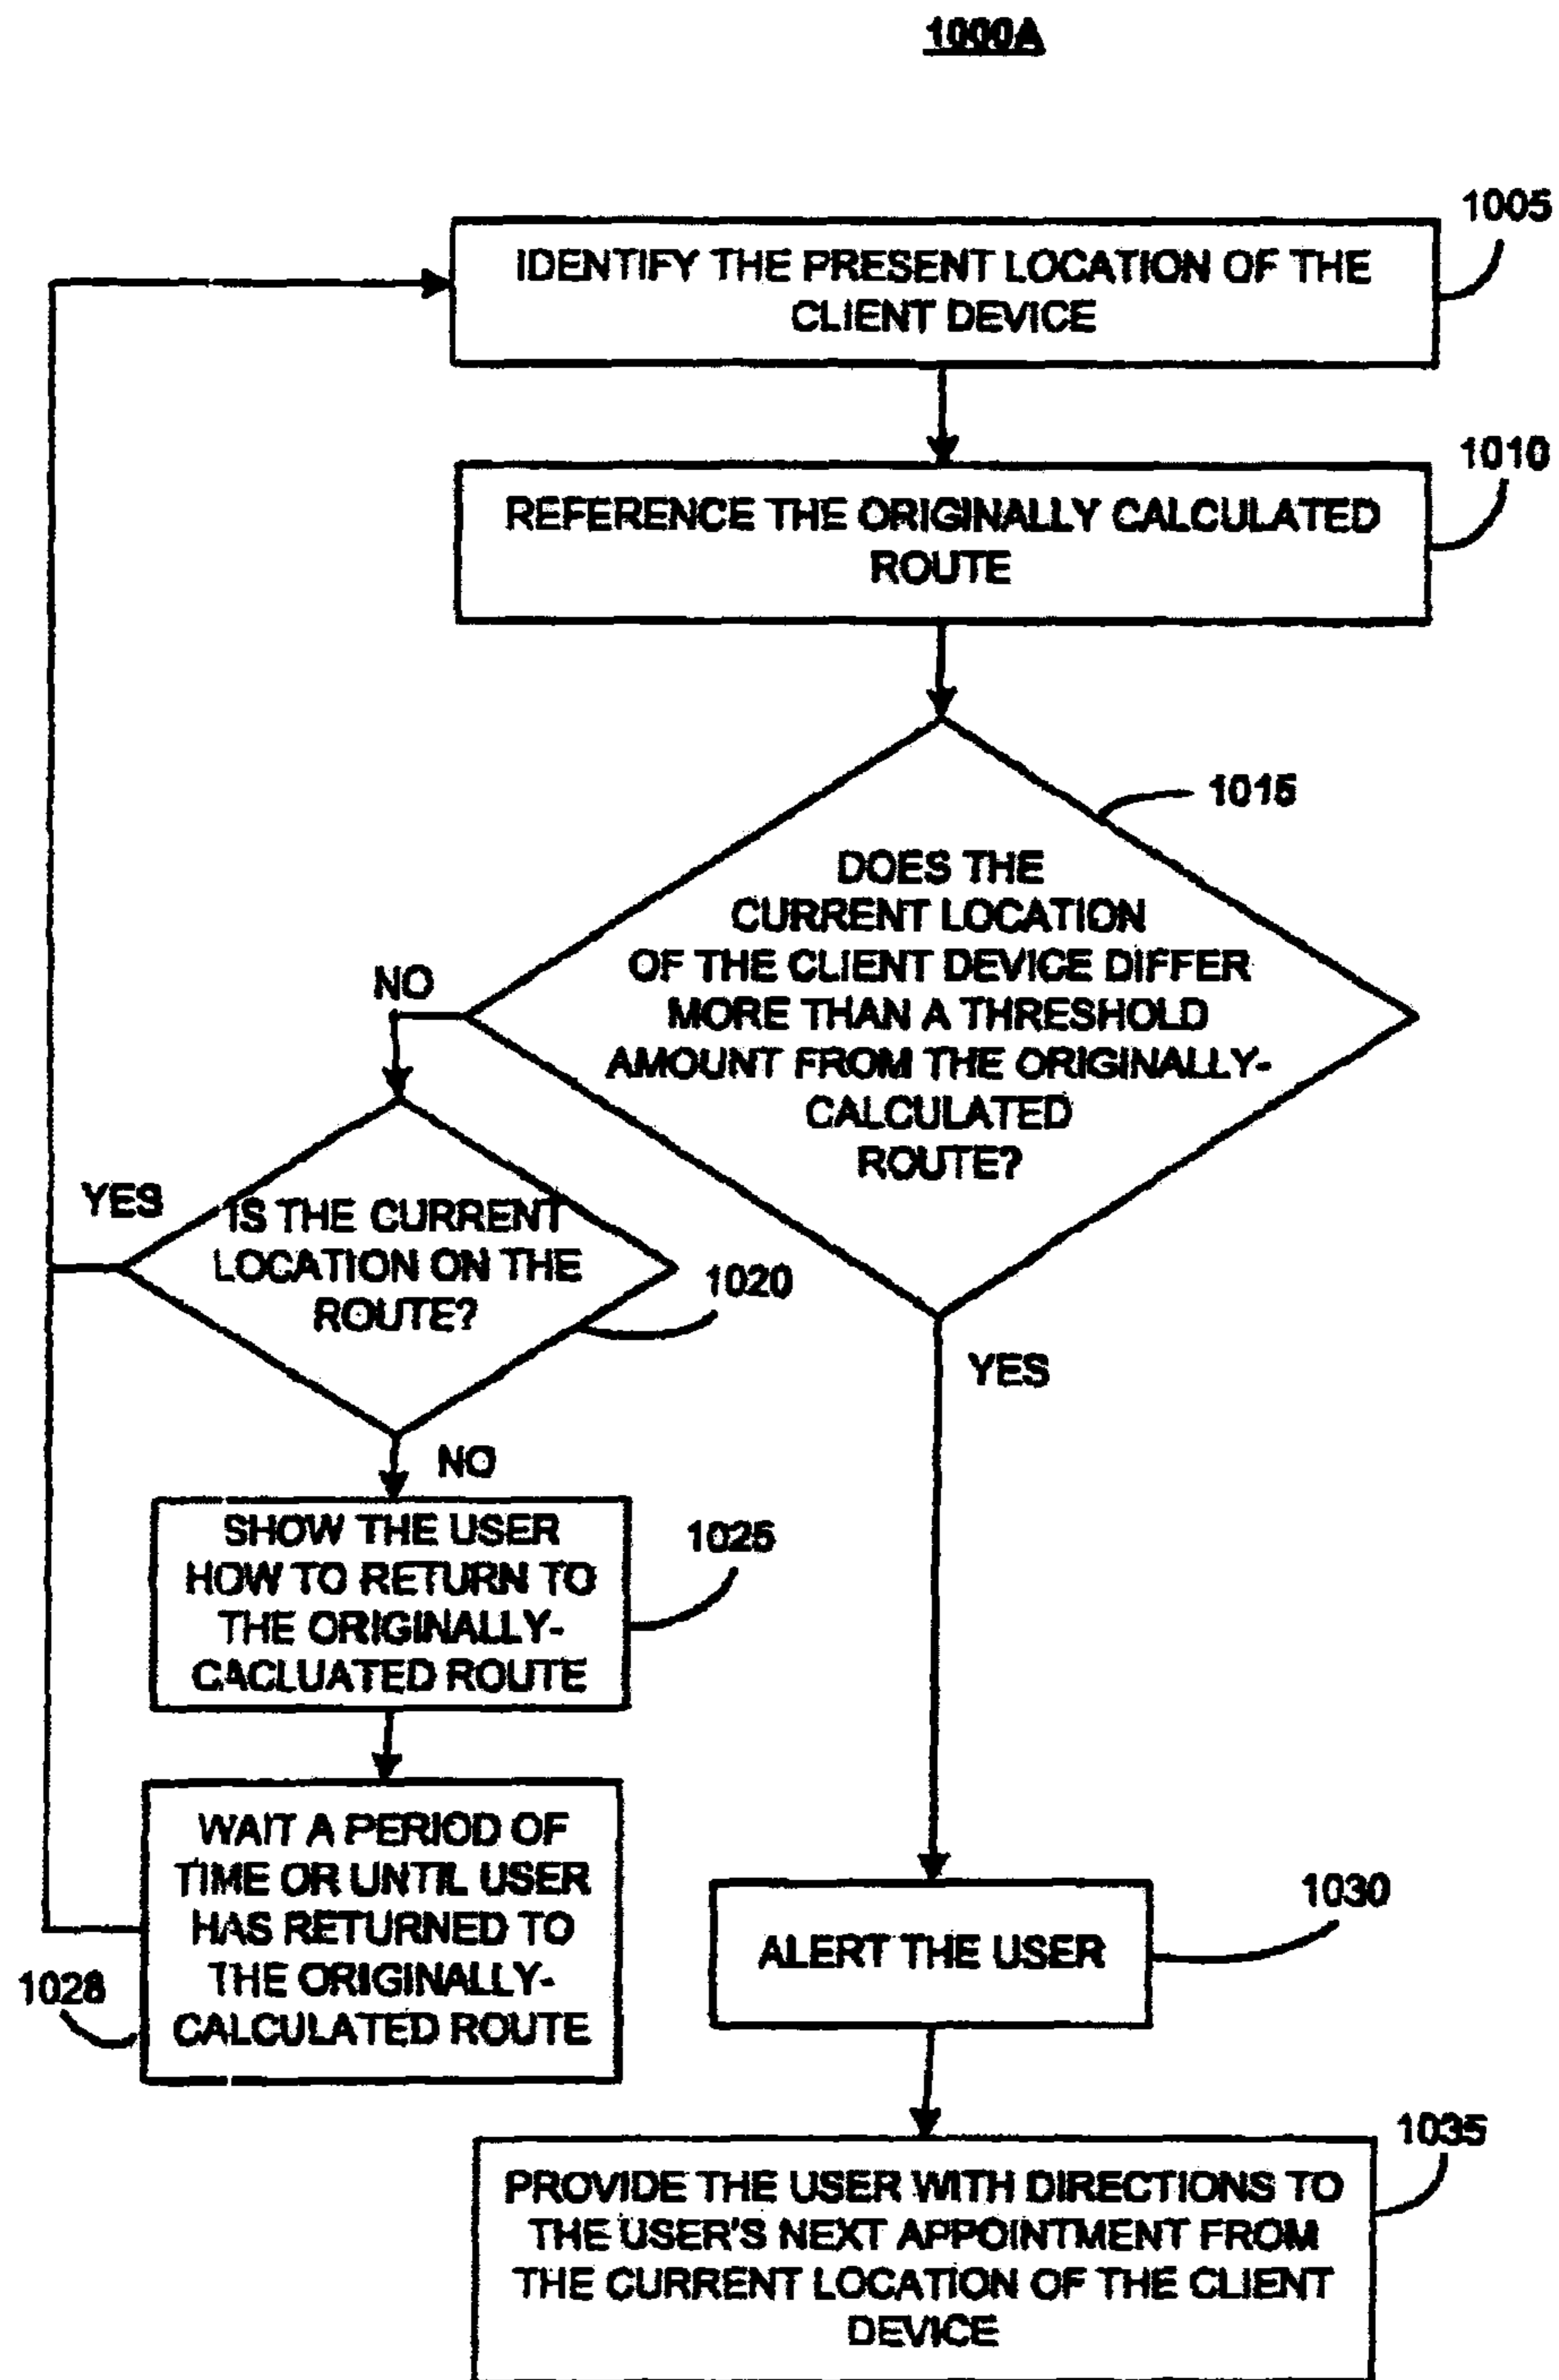 1000A
1005
IDENTIFY THE PRESENT LOCATION OF THE
CLIENT DEVICE
1010
REFERENCE THE ORIGINALLY CALCULATED
ROUTE
1015
DOES THE
CURRENT LOCATION
OF THE CLIENT DEVICE DIFFER
MORE THAN A THRESHOLD
AMOUNT FROM THE ORIGINALLY-
CALCULATED
ROUTE?
NO
YES
IS THE CURRENT
LOCATION ON THE
ROUTE?
1020
YES
NO
SHOW THE USER
HOW TO RETURN TO
THE ORIGINALLY-
CACLUATED ROUTE
1025
WAIT A PERIOD OF
TIME OR UNTIL USER
HAS RETURNED TO
THE ORIGINALLY-
CALCULATED ROUTE
1028
ALERT THE USER
1030
1035
PROVIDE THE USER WITH DIRECTIONS TO
THE USER'S NEXT APPOINTMENT FROM
THE CURRENT LOCATION OF THE CLIENT
DEVICE